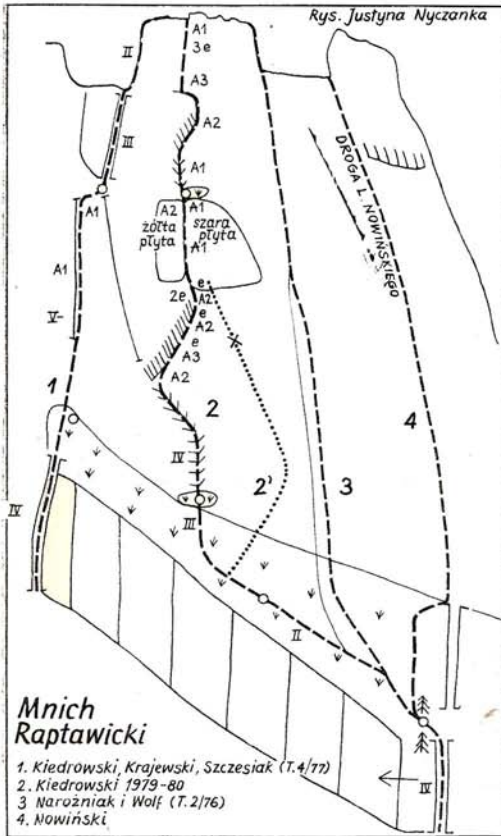 Rys. Justyna Nyczanka
II
A1
3e
A3
III
A2
A1
A1
A2
żółta
płyta
A1
szara
płyta
A1
A1
V-
2e
e
A2
e
A2
e
A3
A2
DROGA L. NOWIŃSKIEGO
1
2
2'
3
4
IV
IV
III
II
IV
Mnich
Raptawicki
1. Kiedrowski, Krajewski, Szczesiak (T.4/77)
2. Kiedrowski 1979-80
3 Narożniak i Wolf (T.2/76)
4. Nowiński